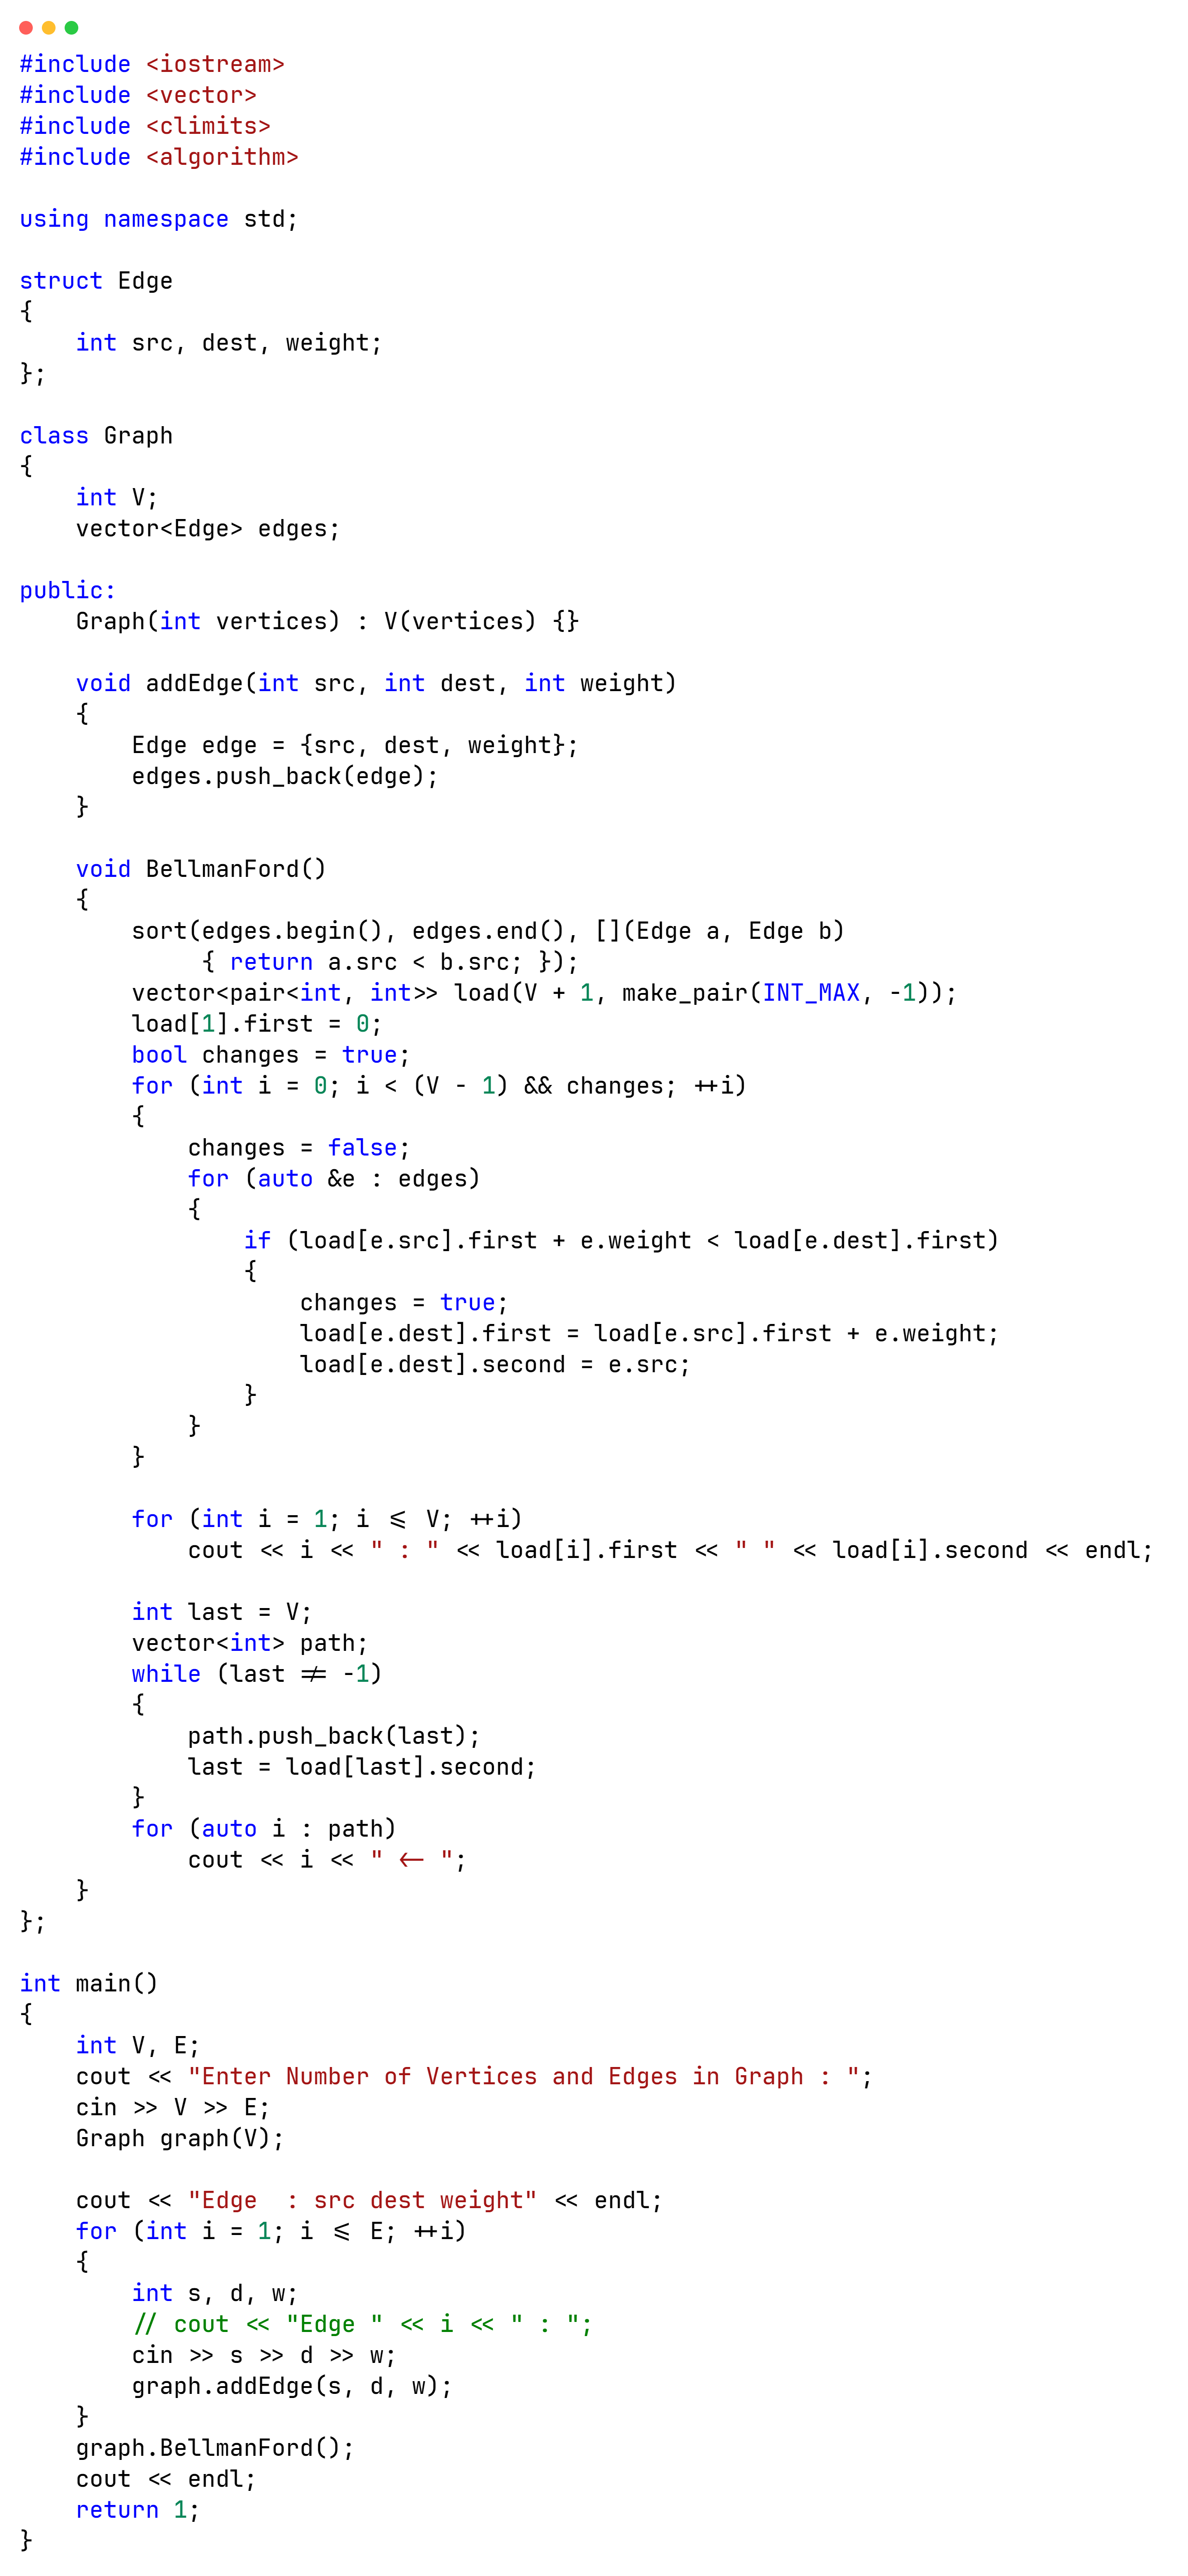 #include <iostream>
#include <vector>
#include <climits>
#include <algorithm>

using namespace std;

struct Edge
{
    int src, dest, weight;
};

class Graph
{
    int V;
    vector<Edge> edges;

public:
    Graph(int vertices) : V(vertices) {}

    void addEdge(int src, int dest, int weight)
    {
        Edge edge = {src, dest, weight};
        edges.push_back(edge);
    }

    void BellmanFord()
    {
        sort(edges.begin(), edges.end(), [](Edge a, Edge b)
             { return a.src < b.src; });
        vector<pair<int, int>> load(V + 1, make_pair(INT_MAX, -1));
        load[1].first = 0;
        bool changes = true;
        for (int i = 0; i < (V - 1) && changes; ++i)
        {
            changes = false;
            for (auto &e : edges)
            {
                if (load[e.src].first + e.weight < load[e.dest].first)
                {
                    changes = true;
                    load[e.dest].first = load[e.src].first + e.weight;
                    load[e.dest].second = e.src;
                }
            }
        }

        for (int i = 1; i <= V; ++i)
            cout << i << " : " << load[i].first << " " << load[i].second << endl;

        int last = V;
        vector<int> path;
        while (last != -1)
        {
            path.push_back(last);
            last = load[last].second;
        }
        for (auto i : path)
            cout << i << " <- ";
    }
};

int main()
{
    int V, E;
    cout << "Enter Number of Vertices and Edges in Graph : ";
    cin >> V >> E;
    Graph graph(V);

    cout << "Edge  : src dest weight" << endl;
    for (int i = 1; i <= E; ++i)
    {
        int s, d, w;
        // cout << "Edge " << i << " : ";
        cin >> s >> d >> w;
        graph.addEdge(s, d, w);
    }
    graph.BellmanFord();
    cout << endl;
    return 1;
}